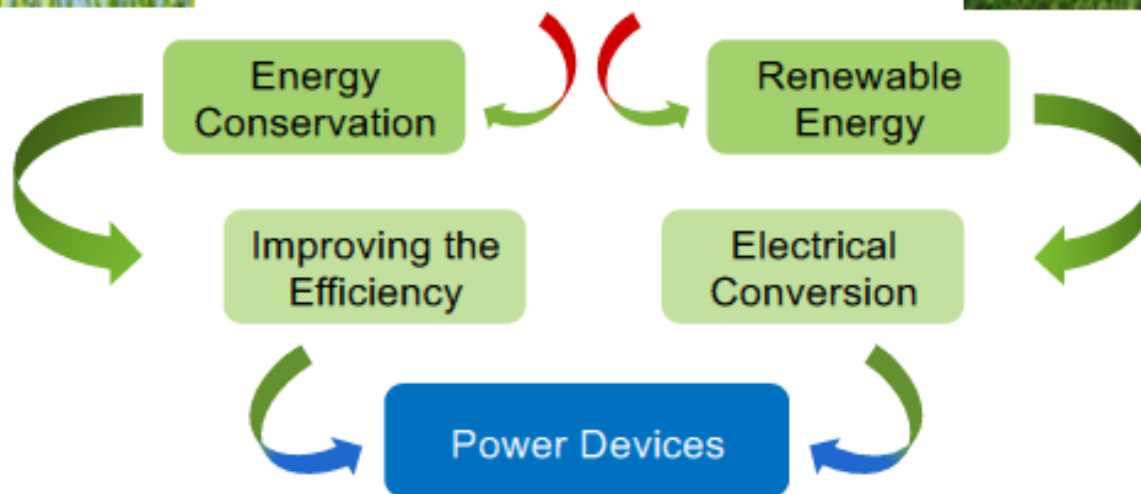 Energy
Conservation
Renewable
Energy
Improving the
Efficiency
Electrical
Conversion
Power Devices